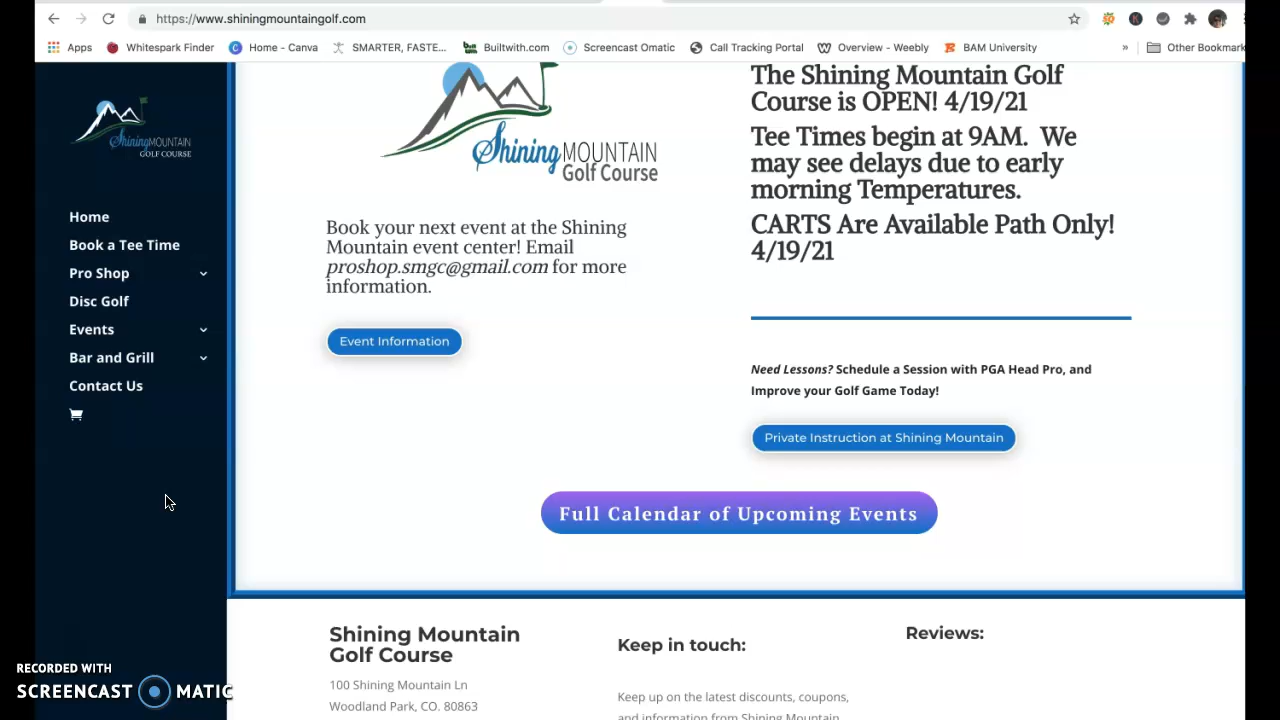 https://www.shiningmountaingolf.com
Apps
Whitespark Finder
Home - Canva
SMARTER, FASTE...
Builtwith.com
Screencast Omatic
Call Tracking Portal
Overview - Weebly
BAM University
»
Other Bookmark
Shining MOUNTAIN
GOLF COURSE
Home
Book a Tee Time
Pro Shop
Disc Golf
Events
Bar and Grill
Contact Us
Shining MOUNTAIN
Golf Course
Book your next event at the Shining
Mountain event center! Email
proshop.smgc@gmail.com for more
information.
Event Information
The Shining Mountain Golf
Course is OPEN! 4/19/21
Tee Times begin at 9AM. We
may see delays due to early
morning Temperatures.
CARTS Are Available Path Only!
4/19/21
Need Lessons? Schedule a Session with PGA Head Pro, and
Improve your Golf Game Today!
Private Instruction at Shining Mountain
Full Calendar of Upcoming Events
Shining Mountain
Golf Course
100 Shining Mountain Ln
Woodland Park, CO. 80863
Keep in touch:
Keep up on the latest discounts, coupons,
and information from Shining Mountain
Reviews:
RECORDED WITH
SCREENCAST MATIC